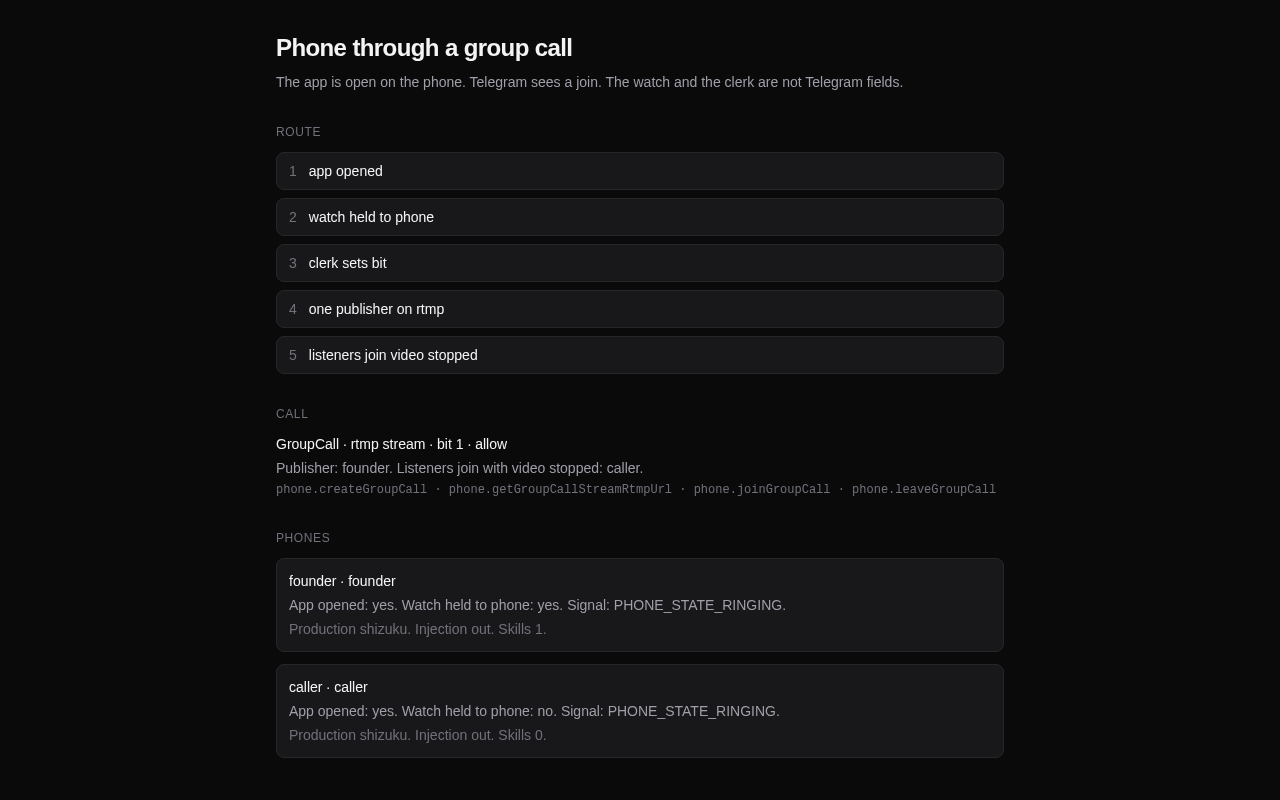 Phone through a group call
The app is open on the phone. Telegram sees a join. The watch and the clerk are not Telegram fields.
ROUTE
1 app opened
2 watch held to phone
3 clerk sets bit
4 one publisher on rtmp
5 listeners join video stopped
CALL
GroupCall · rtmp stream · bit 1 · allow
Publisher: founder. Listeners join with video stopped: caller.
phone.createGroupCall · phone.getGroupCallStreamRtmpUrl · phone.joinGroupCall · phone.leaveGroupCall
PHONES
founder · founder
App opened: yes. Watch held to phone: yes. Signal: PHONE_STATE_RINGING.
Production shizuku. Injection out. Skills 1.
caller · caller
App opened: yes. Watch held to phone: no. Signal: PHONE_STATE_RINGING.
Production shizuku. Injection out. Skills 0.